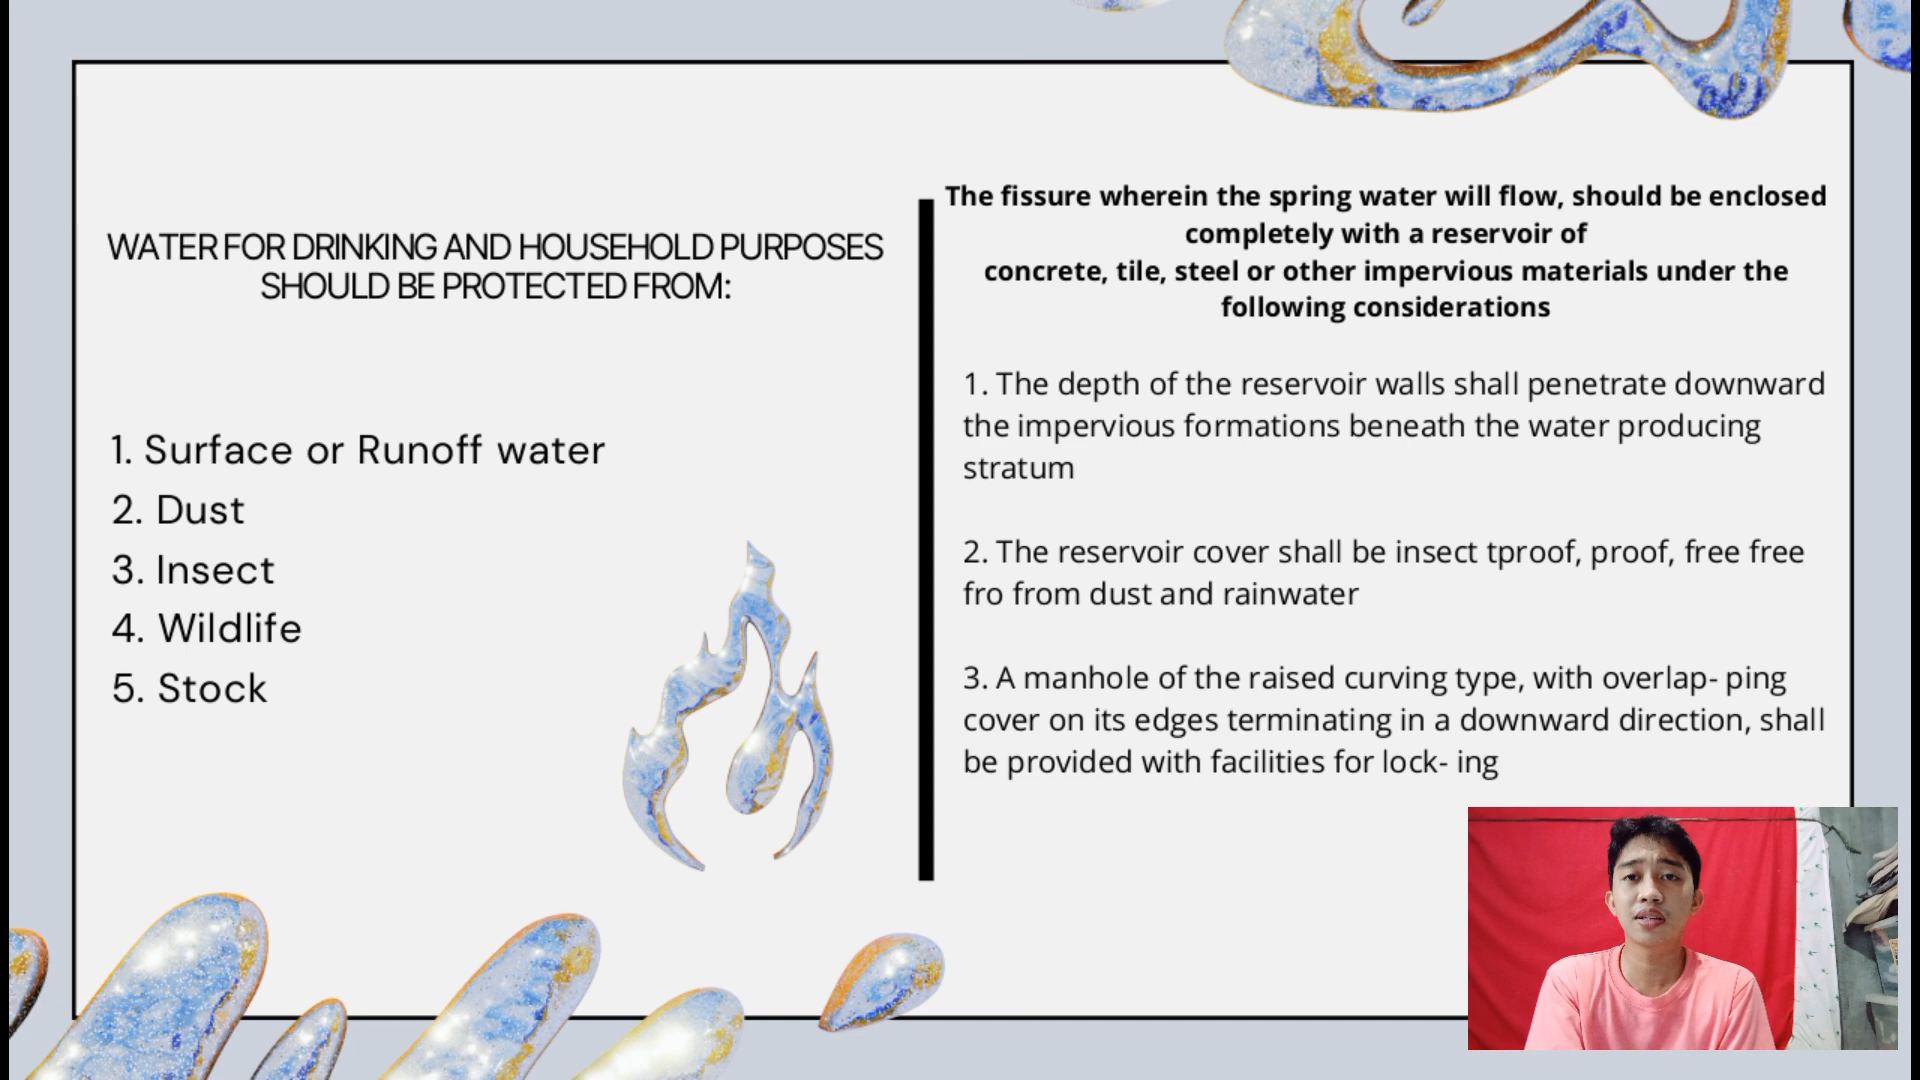 WATER FOR DRINKING AND HOUSEHOLD PURPOSES
SHOULD BE PROTECTED FROM:
1. Surface or Runoff water
2. Dust
3. Insect
4. Wildlife
5. Stock
The fissure wherein the spring water will flow, should be enclosed
completely with a reservoir of
concrete, tile, steel or other impervious materials under the
following considerations
1. The depth of the reservoir walls shall penetrate downward
the impervious formations beneath the water producing
stratum
2. The reservoir cover shall be insect tproof, proof, free free
fro from dust and rainwater
3. A manhole of the raised curving type, with overlap- ping
cover on its edges terminating in a downward direction, shall
be provided with facilities for lock- ing